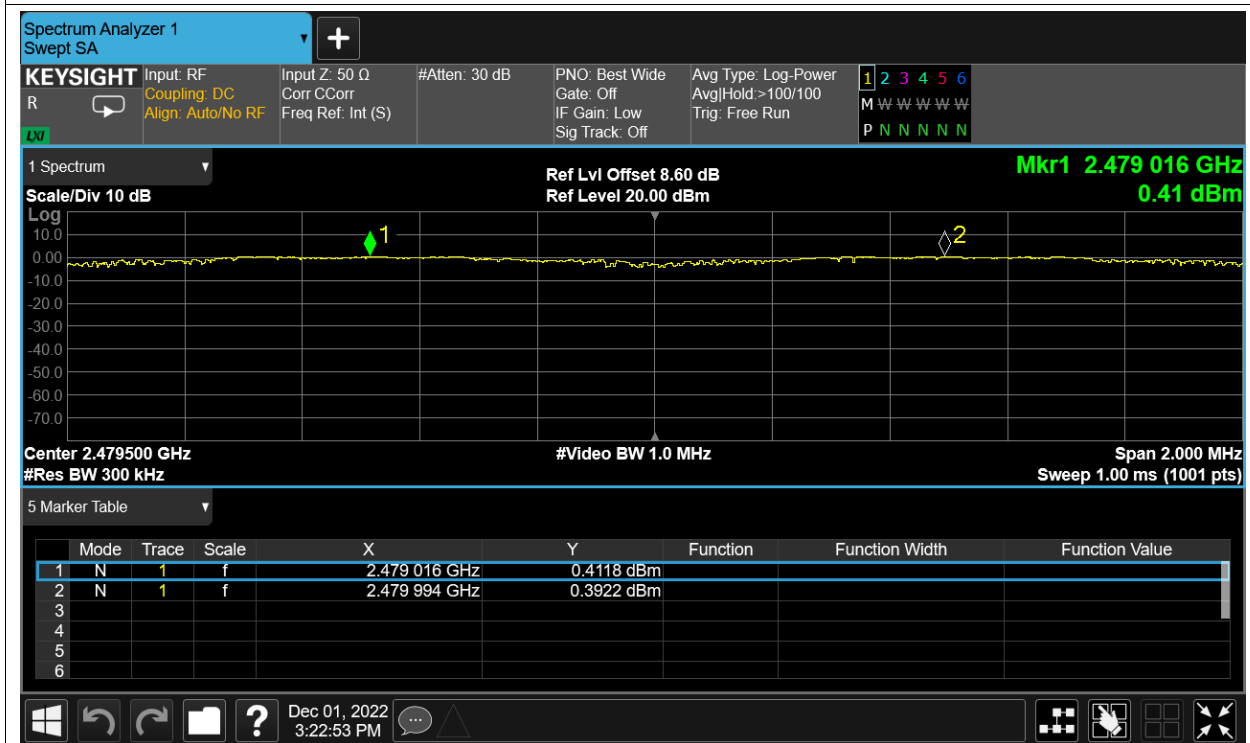 Spectrum Analyzer 1
Swept SA
KEYSIGHT
R
LXI
Input: RF
Coupling: DC
Align: Auto/No RF
Input Z: 50 Ω
Corr CCorr
Freq Ref: Int (S)
#Atten: 30 dB
PNO: Best Wide
Gate: Off
IF Gain: Low
Sig Track: Off
Avg Type: Log-Power
Avg|Hold:>100/100
Trig: Free Run
1 2 3 4 5 6
M W W W W W
P N N N N N
1 Spectrum
Scale/Div 10 dB
Ref Lvl Offset 8.60 dB
Ref Level 20.00 dBm
Mkr1 2.479 016 GHz
0.41 dBm
Log
10.0
0.00
-10.0
-20.0
-30.0
-40.0
-50.0
-60.0
-70.0
1
2
Center 2.479500 GHz
#Video BW 1.0 MHz
Span 2.000 MHz
#Res BW 300 kHz
Sweep 1.00 ms (1001 pts)
5 Marker Table
Mode Trace Scale X Y Function Function Width Function Value
1 N 1 f 2.479 016 GHz 0.4118 dBm
2 N 1 f 2.479 994 GHz 0.3922 dBm
3
4
5
6
?
Dec 01, 2022
3:22:53 PM